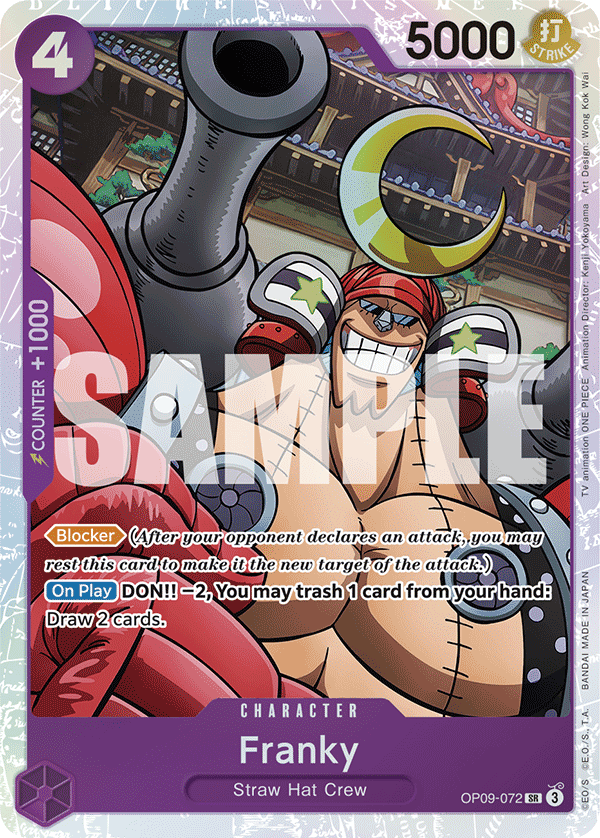 4
5000
打
STRIKE
COUNTER +1000
SAMPLE
Blocker (After your opponent declares an attack, you may
rest this card to make it the new target of the attack.)
On Play DON!! −2, You may trash 1 card from your hand:
Draw 2 cards.
CHARACTER
Franky
Straw Hat Crew
OP09-072 SR 3
©EO/S ©E.O./S., T.A. BANDAI MADE IN JAPAN TV animation ONE PIECE Animation Director: Kenji Yokoyama Art Design: Wong Kok Wai